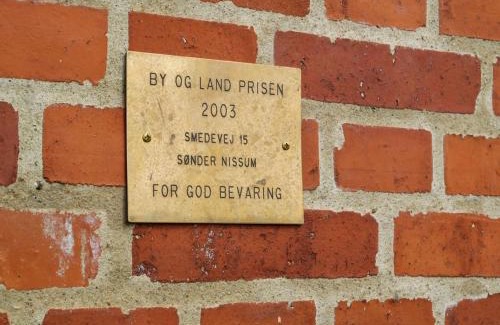 BY OG LAND PRISEN
2003
SMEDEVEJ 15
SØNDER NISSUM
FOR GOD BEVARING